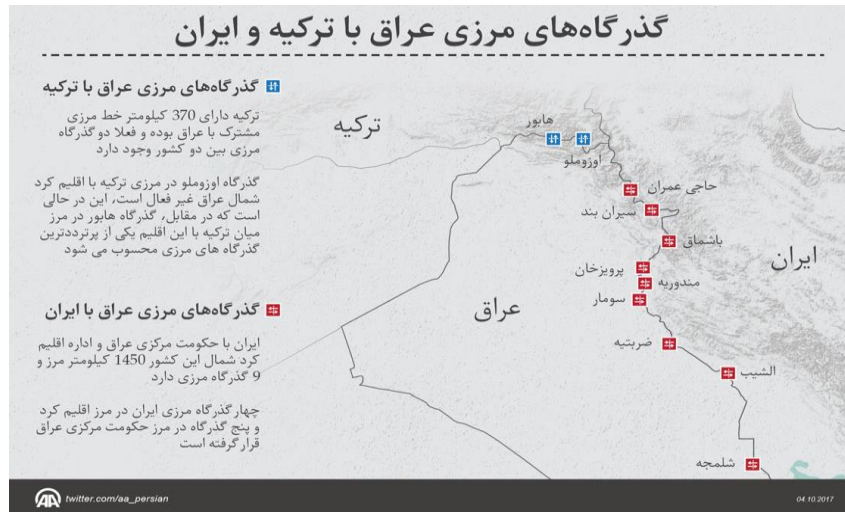 گذرگاه‌های مرزی عراق با ترکیه و ایران
گذرگاه‌های مرزی عراق با ترکیه
ترکیه دارای 370 کیلومتر خط مرزی
مشترک با عراق بوده و فعلا دو گذرگاه
مرزی بین دو کشور وجود دارد
گذرگاه اوزوملو در مرزی ترکیه با اقلیم کرد
شمال عراق غیر فعال است، این در حالی
است که در مقابل، گذرگاه هابور در مرز
میان ترکیه با این اقلیم یکی از پرترددترین
گذرگاه های مرزی محسوب می شود
گذرگاه‌های مرزی عراق با ایران
ایران با حکومت مرکزی عراق و اداره اقلیم
کرد شمال این کشور 1450 کیلومتر مرز و
9 گذرگاه مرزی دارد
چهار گذرگاه مرزی ایران در مرز اقلیم کرد
و پنج گذرگاه در مرز حکومت مرکزی عراق
قرار گرفته است
ترکیه
هابور
اوزوملو
حاجی عمران
سیران بند
باشماق
ایران
پرویزخان
مندوریه
سومار
عراق
ضربتیه
الشیب
شلمجه
AA twitter.com/aa_persian
04.10.2017